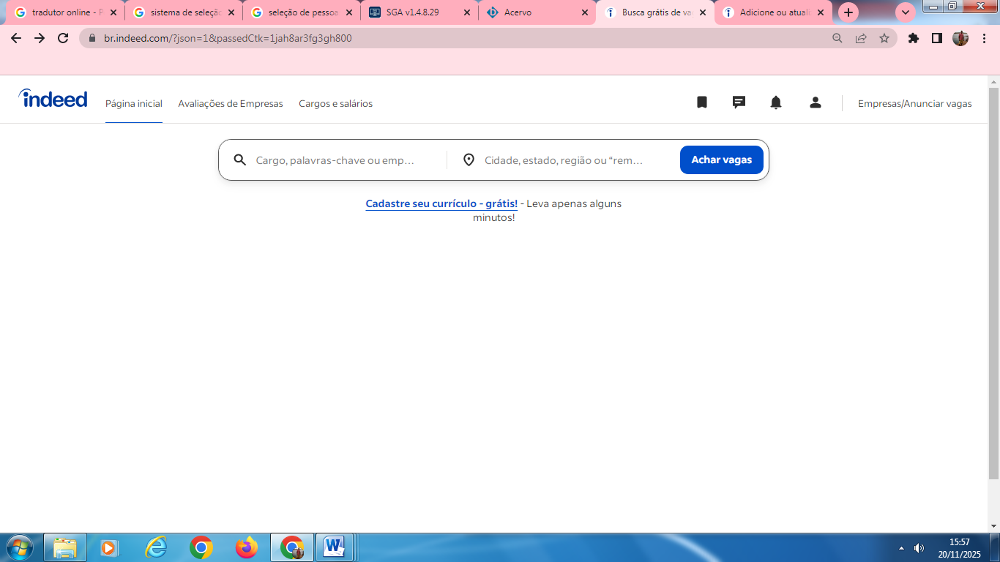 tradutor online - P
sistema de seleção
seleção de pessoa
SGA v1.4.8.29
Acervo
Busca grátis de va
Adicione ou atuali
br.indeed.com/?json=1&passedCtk=1jah8ar3fg3gh800
indeed
Página inicial
Avaliações de Empresas
Cargos e salários
Empresas/Anunciar vagas
Cargo, palavras-chave ou emp...
Cidade, estado, região ou “rem...
Achar vagas
Cadastre seu currículo - grátis! - Leva apenas alguns
minutos!
15:57
20/11/2025